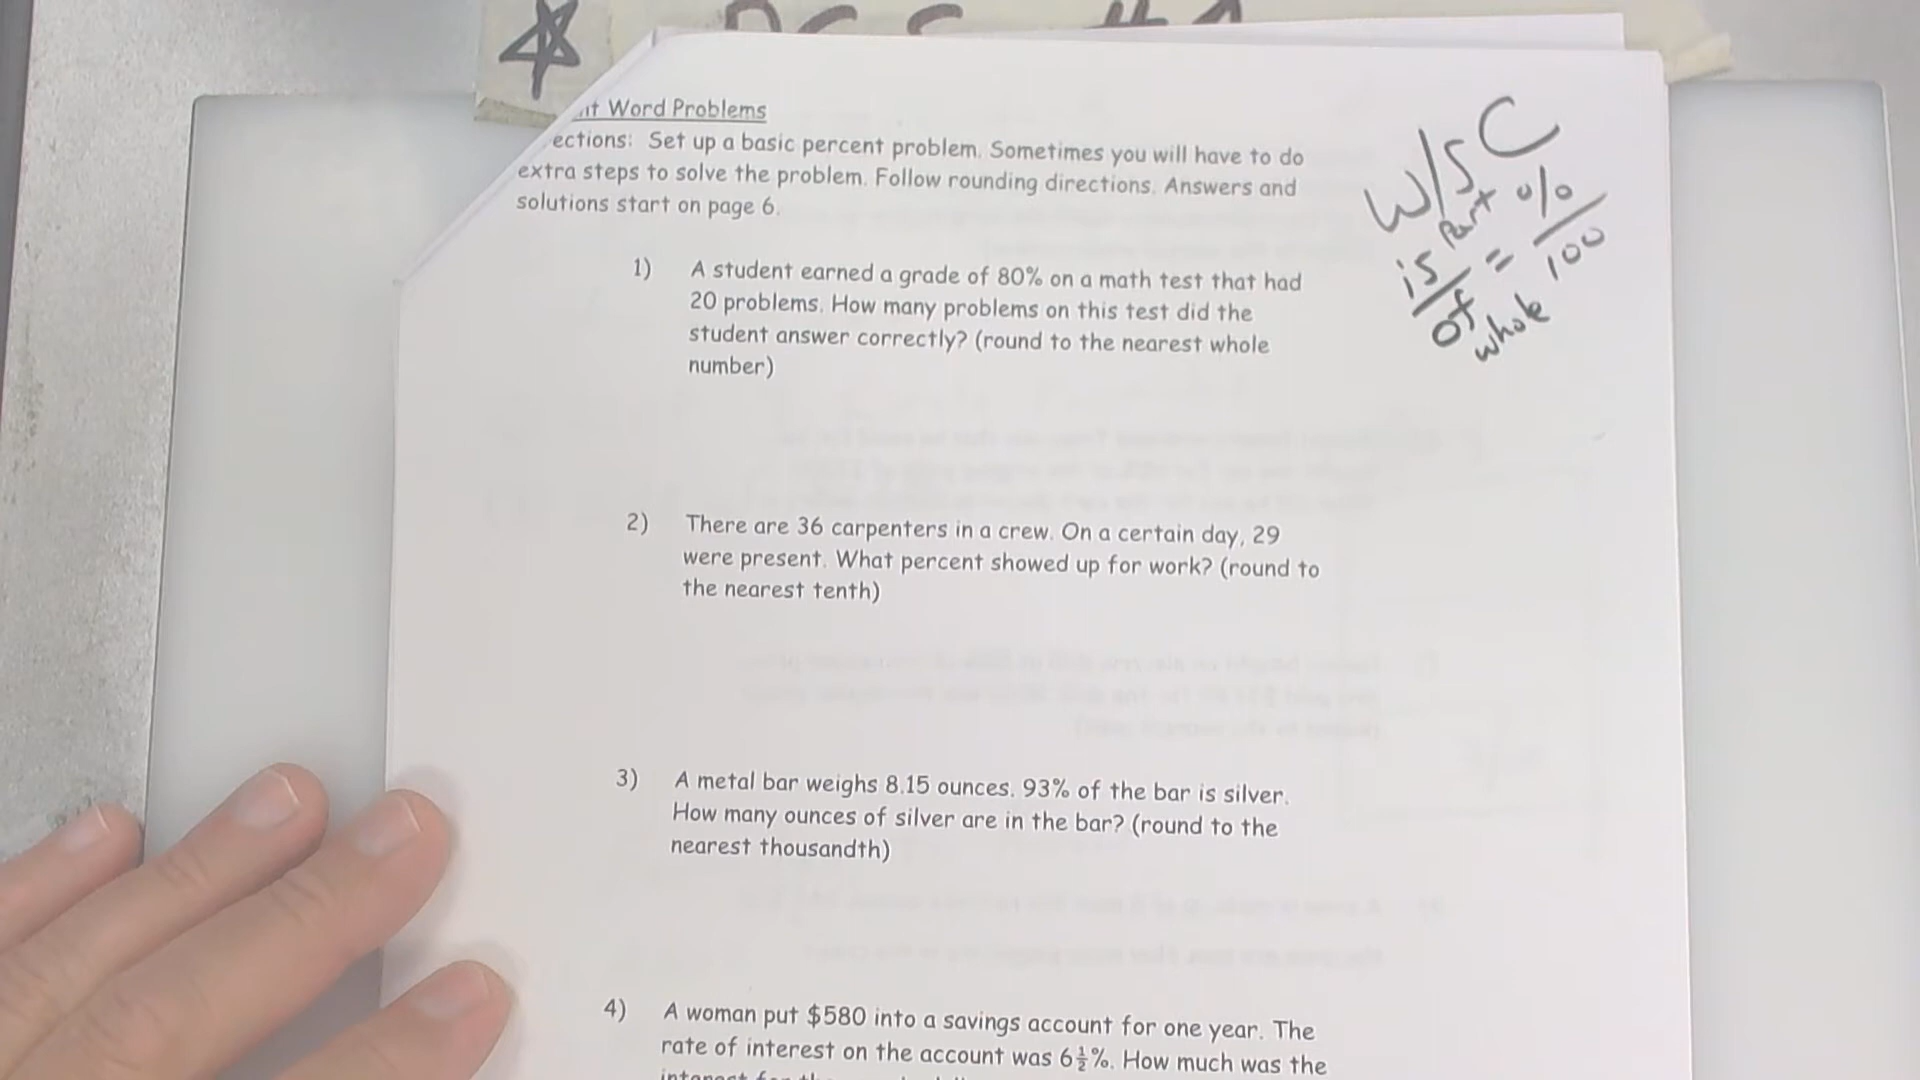 nt Word Problems
ections: Set up a basic percent problem. Sometimes you will have to do
extra steps to solve the problem. Follow rounding directions. Answers and
solutions start on page 6.
W/SC
is part = %
of whole 100
1) A student earned a grade of 80% on a math test that had
20 problems. How many problems on this test did the
student answer correctly? (round to the nearest whole
number)
2) There are 36 carpenters in a crew. On a certain day, 29
were present. What percent showed up for work? (round to
the nearest tenth)
3) A metal bar weighs 8.15 ounces. 93% of the bar is silver.
How many ounces of silver are in the bar? (round to the
nearest thousandth)
4) A woman put $580 into a savings account for one year. The
rate of interest on the account was 6½%. How much was the